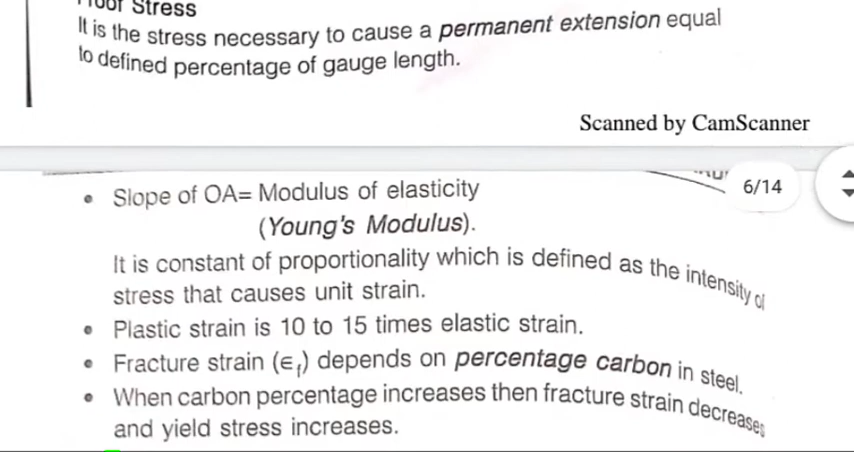 Proof Stress
It is the stress necessary to cause a permanent extension equal
to defined percentage of gauge length.
Scanned by CamScanner
6/14
• Slope of OA= Modulus of elasticity
(Young's Modulus).
It is constant of proportionality which is defined as the intensity of
stress that causes unit strain.
• Plastic strain is 10 to 15 times elastic strain.
• Fracture strain (∈f) depends on percentage carbon in steel.
• When carbon percentage increases then fracture strain decreases
and yield stress increases.